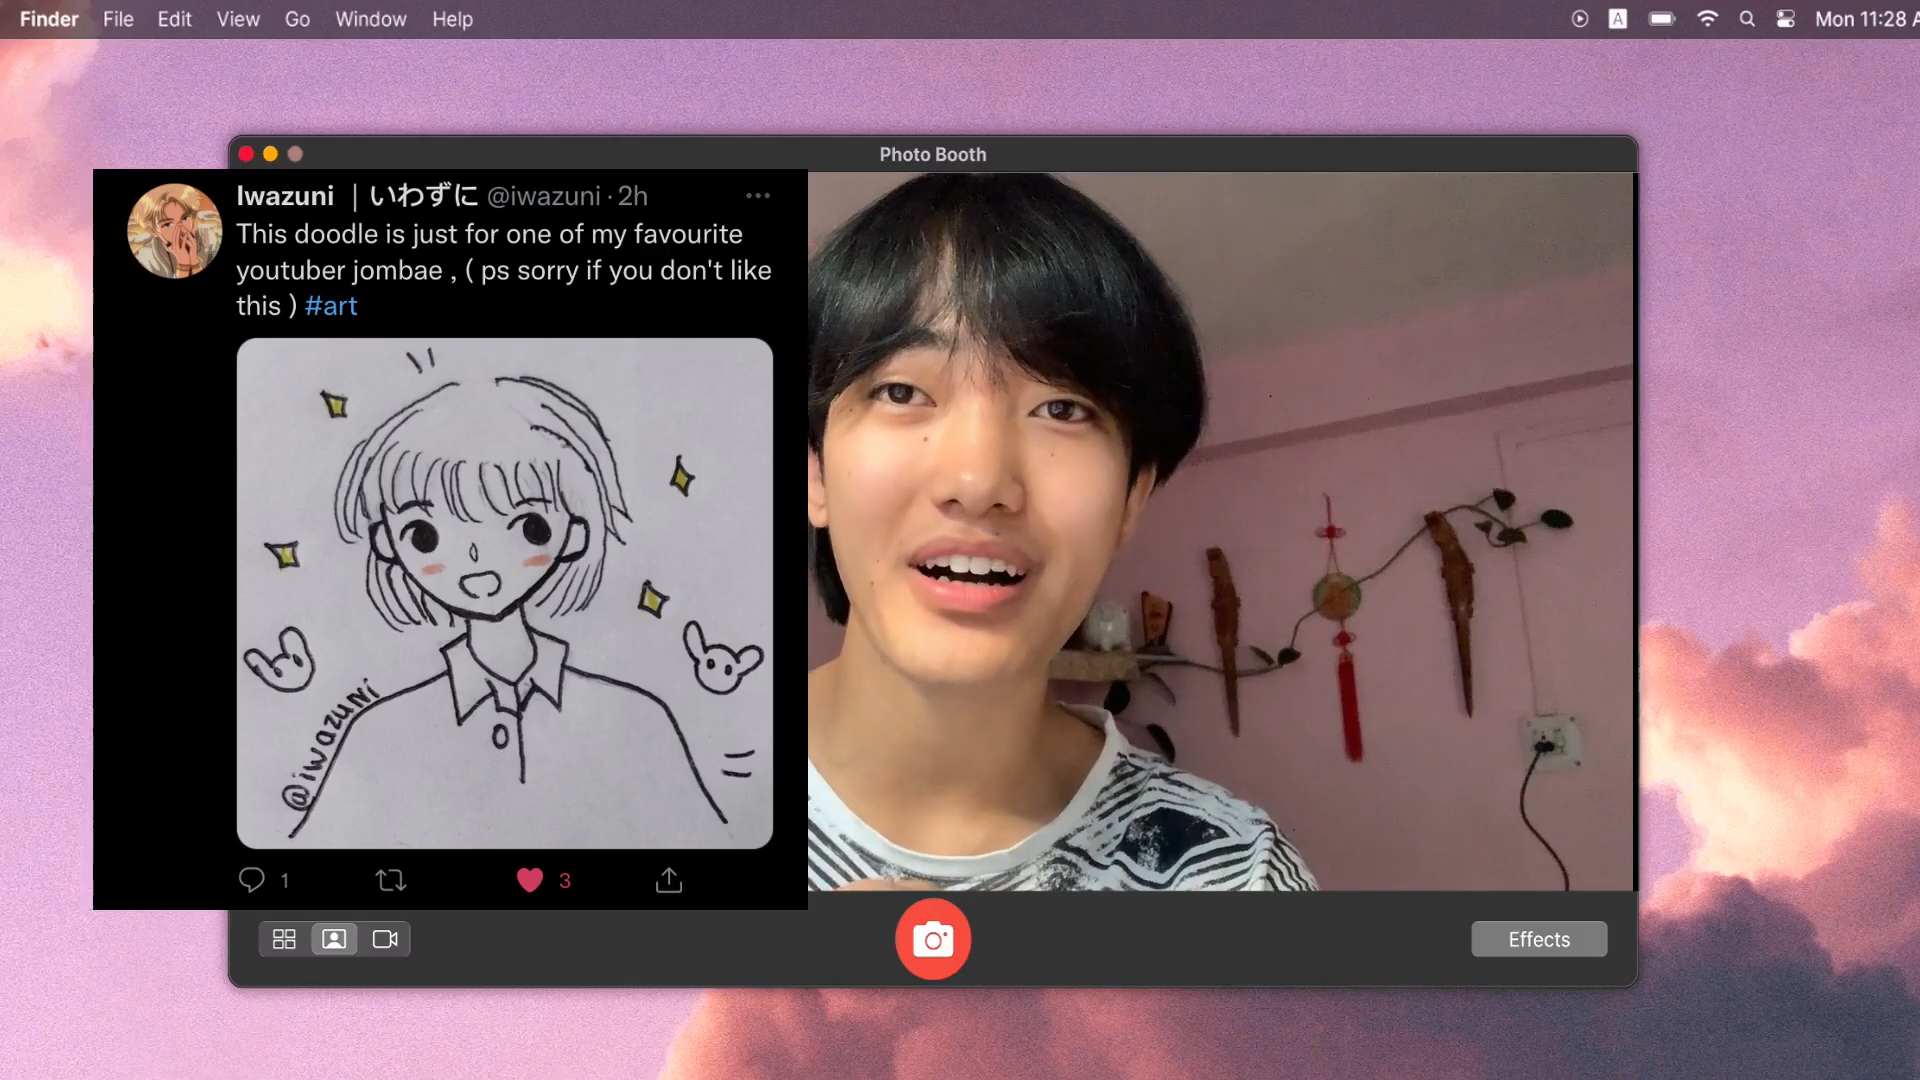 Finder File Edit View Go Window Help
A
Mon 11:28 A
Photo Booth
Iwazuni ｜いわずに @iwazuni · 2h
This doodle is just for one of my favourite
youtuber jombae , ( ps sorry if you don't like
this ) #art
@iwazuni
1 3
Effects